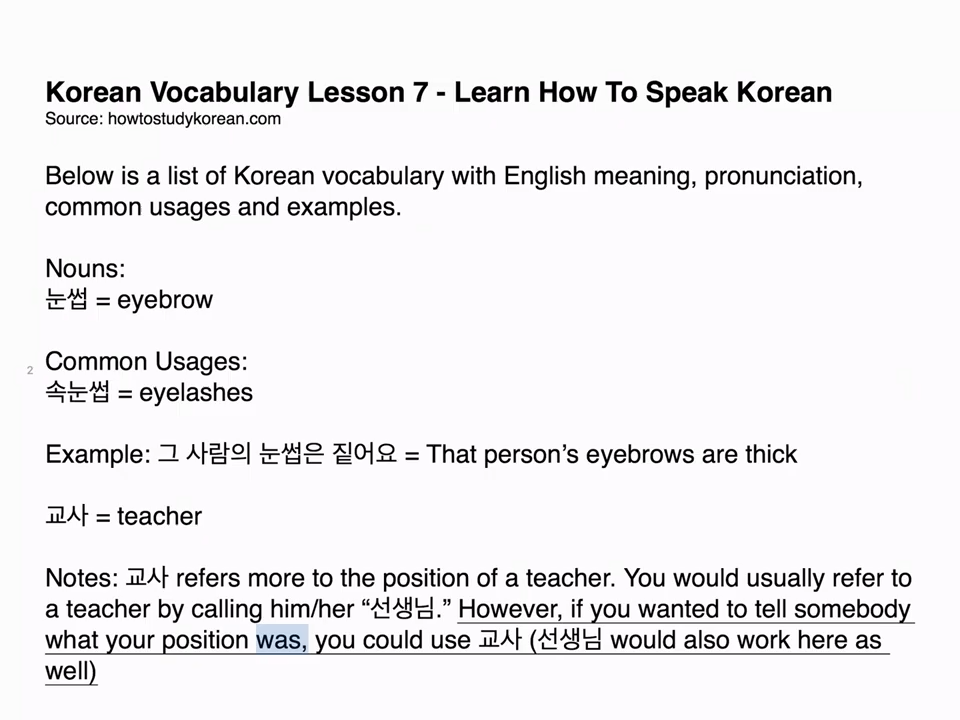 Korean Vocabulary Lesson 7 - Learn How To Speak Korean
Source: howtostudykorean.com
Below is a list of Korean vocabulary with English meaning, pronunciation,
common usages and examples.
Nouns:
눈썹 = eyebrow
2
Common Usages:
속눈썹 = eyelashes
Example: 그 사람의 눈썹은 짙어요 = That person’s eyebrows are thick
교사 = teacher
Notes: 교사 refers more to the position of a teacher. You would usually refer to
a teacher by calling him/her “선생님.” However, if you wanted to tell somebody
what your position was, you could use 교사 (선생님 would also work here as
well)